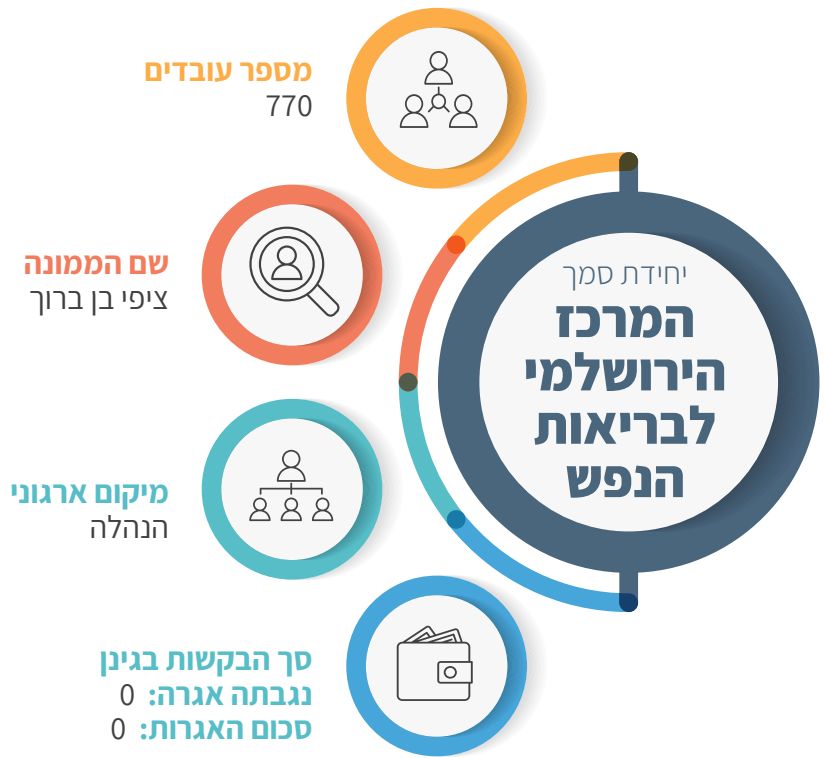 יחידת סמך
המרכז
הירושלמי
לבריאות
הנפש
מספר עובדים
770
שם הממונה
ציפי בן ברוך
מיקום ארגוני
הנהלה
סך הבקשות בגינן
נגבתה אגרה: 0
סכום האגרות: 0